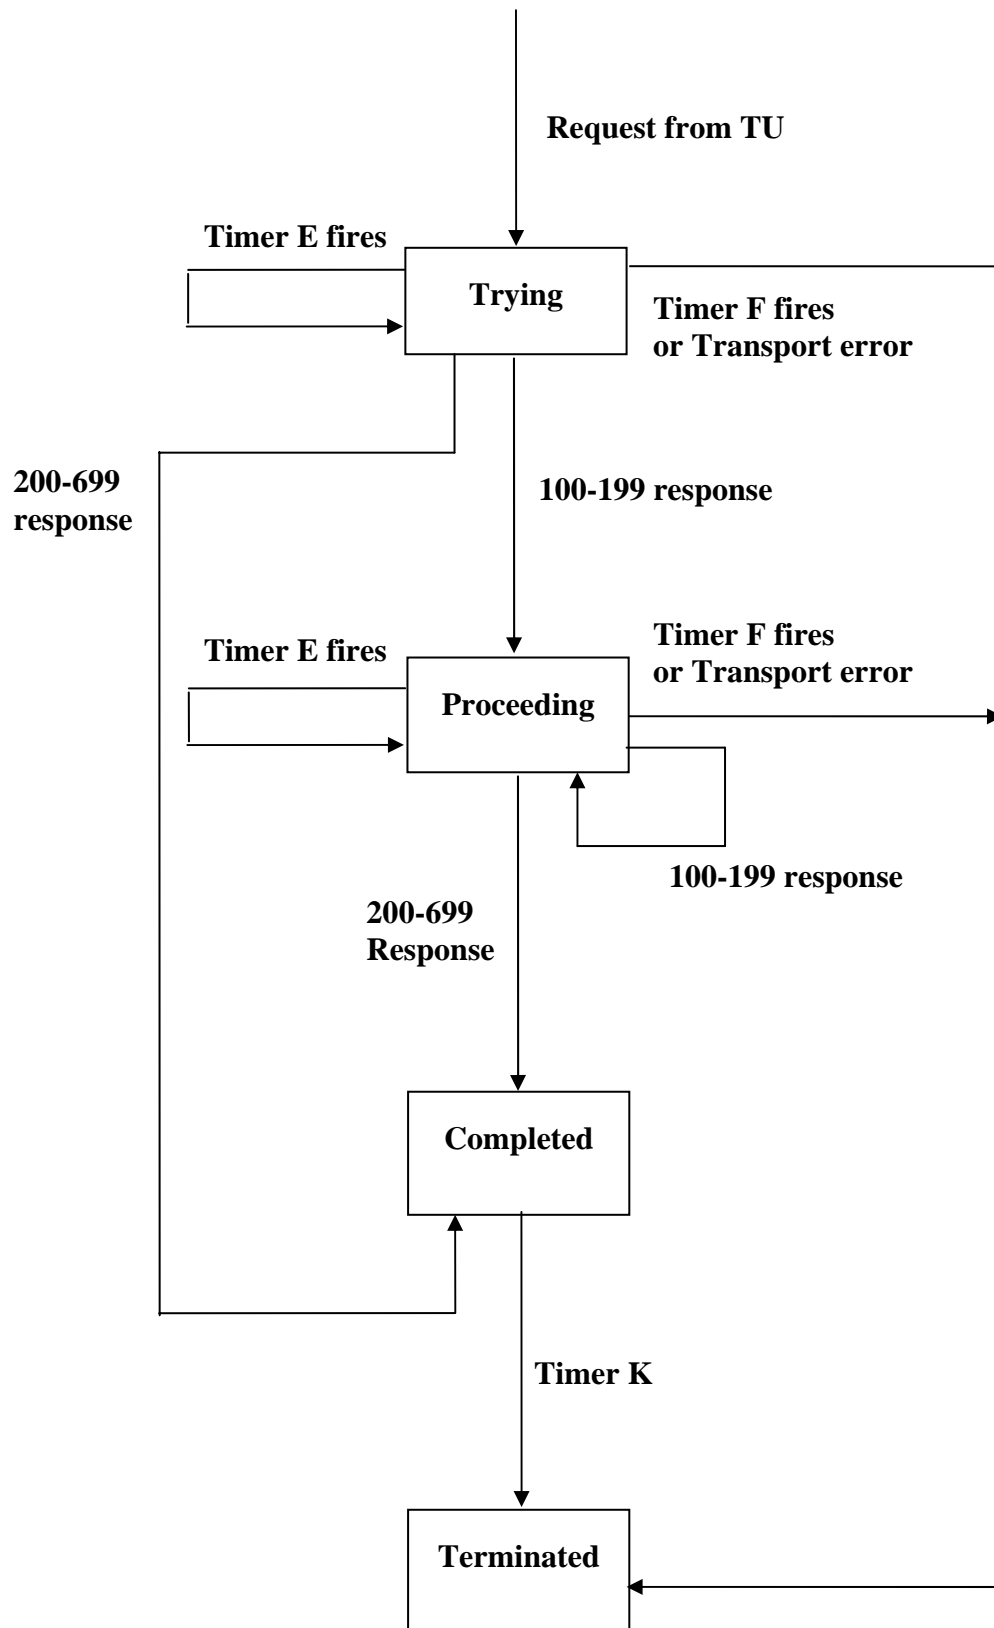 Request from TU
Timer E fires
Trying
Timer F fires
or Transport error
200-699
response
100-199 response
Timer E fires
Timer F fires
or Transport error
Proceeding
100-199 response
200-699
Response
Completed
Timer K
Terminated